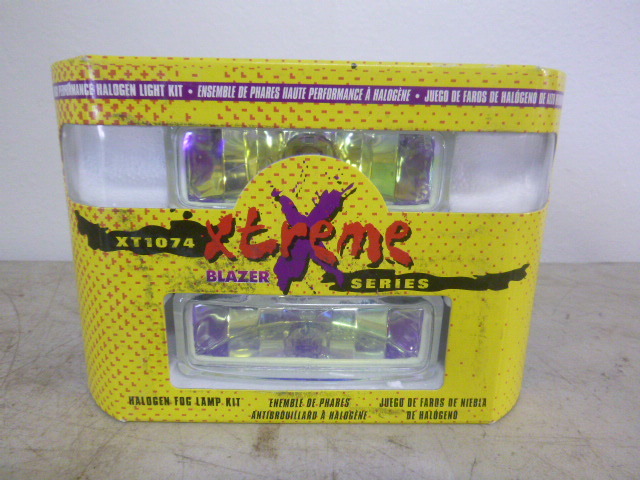 PERFORMANCE HALOGEN LIGHT KIT • ENSEMBLE DE PHARES HAUTE PERFORMANCE À HALOGÈNE • JUEGO DE FAROS DE HALÓGENO DE ALTO
XT1074 xtreme
BLAZER X SERIES
HALOGEN FOG LAMP KIT
ENEMBLE DE PHARES
ANTIBROUILLARD À HALOGÈNE
JUEGO DE FAROS DE NIEBLA
DE HALÓGENO